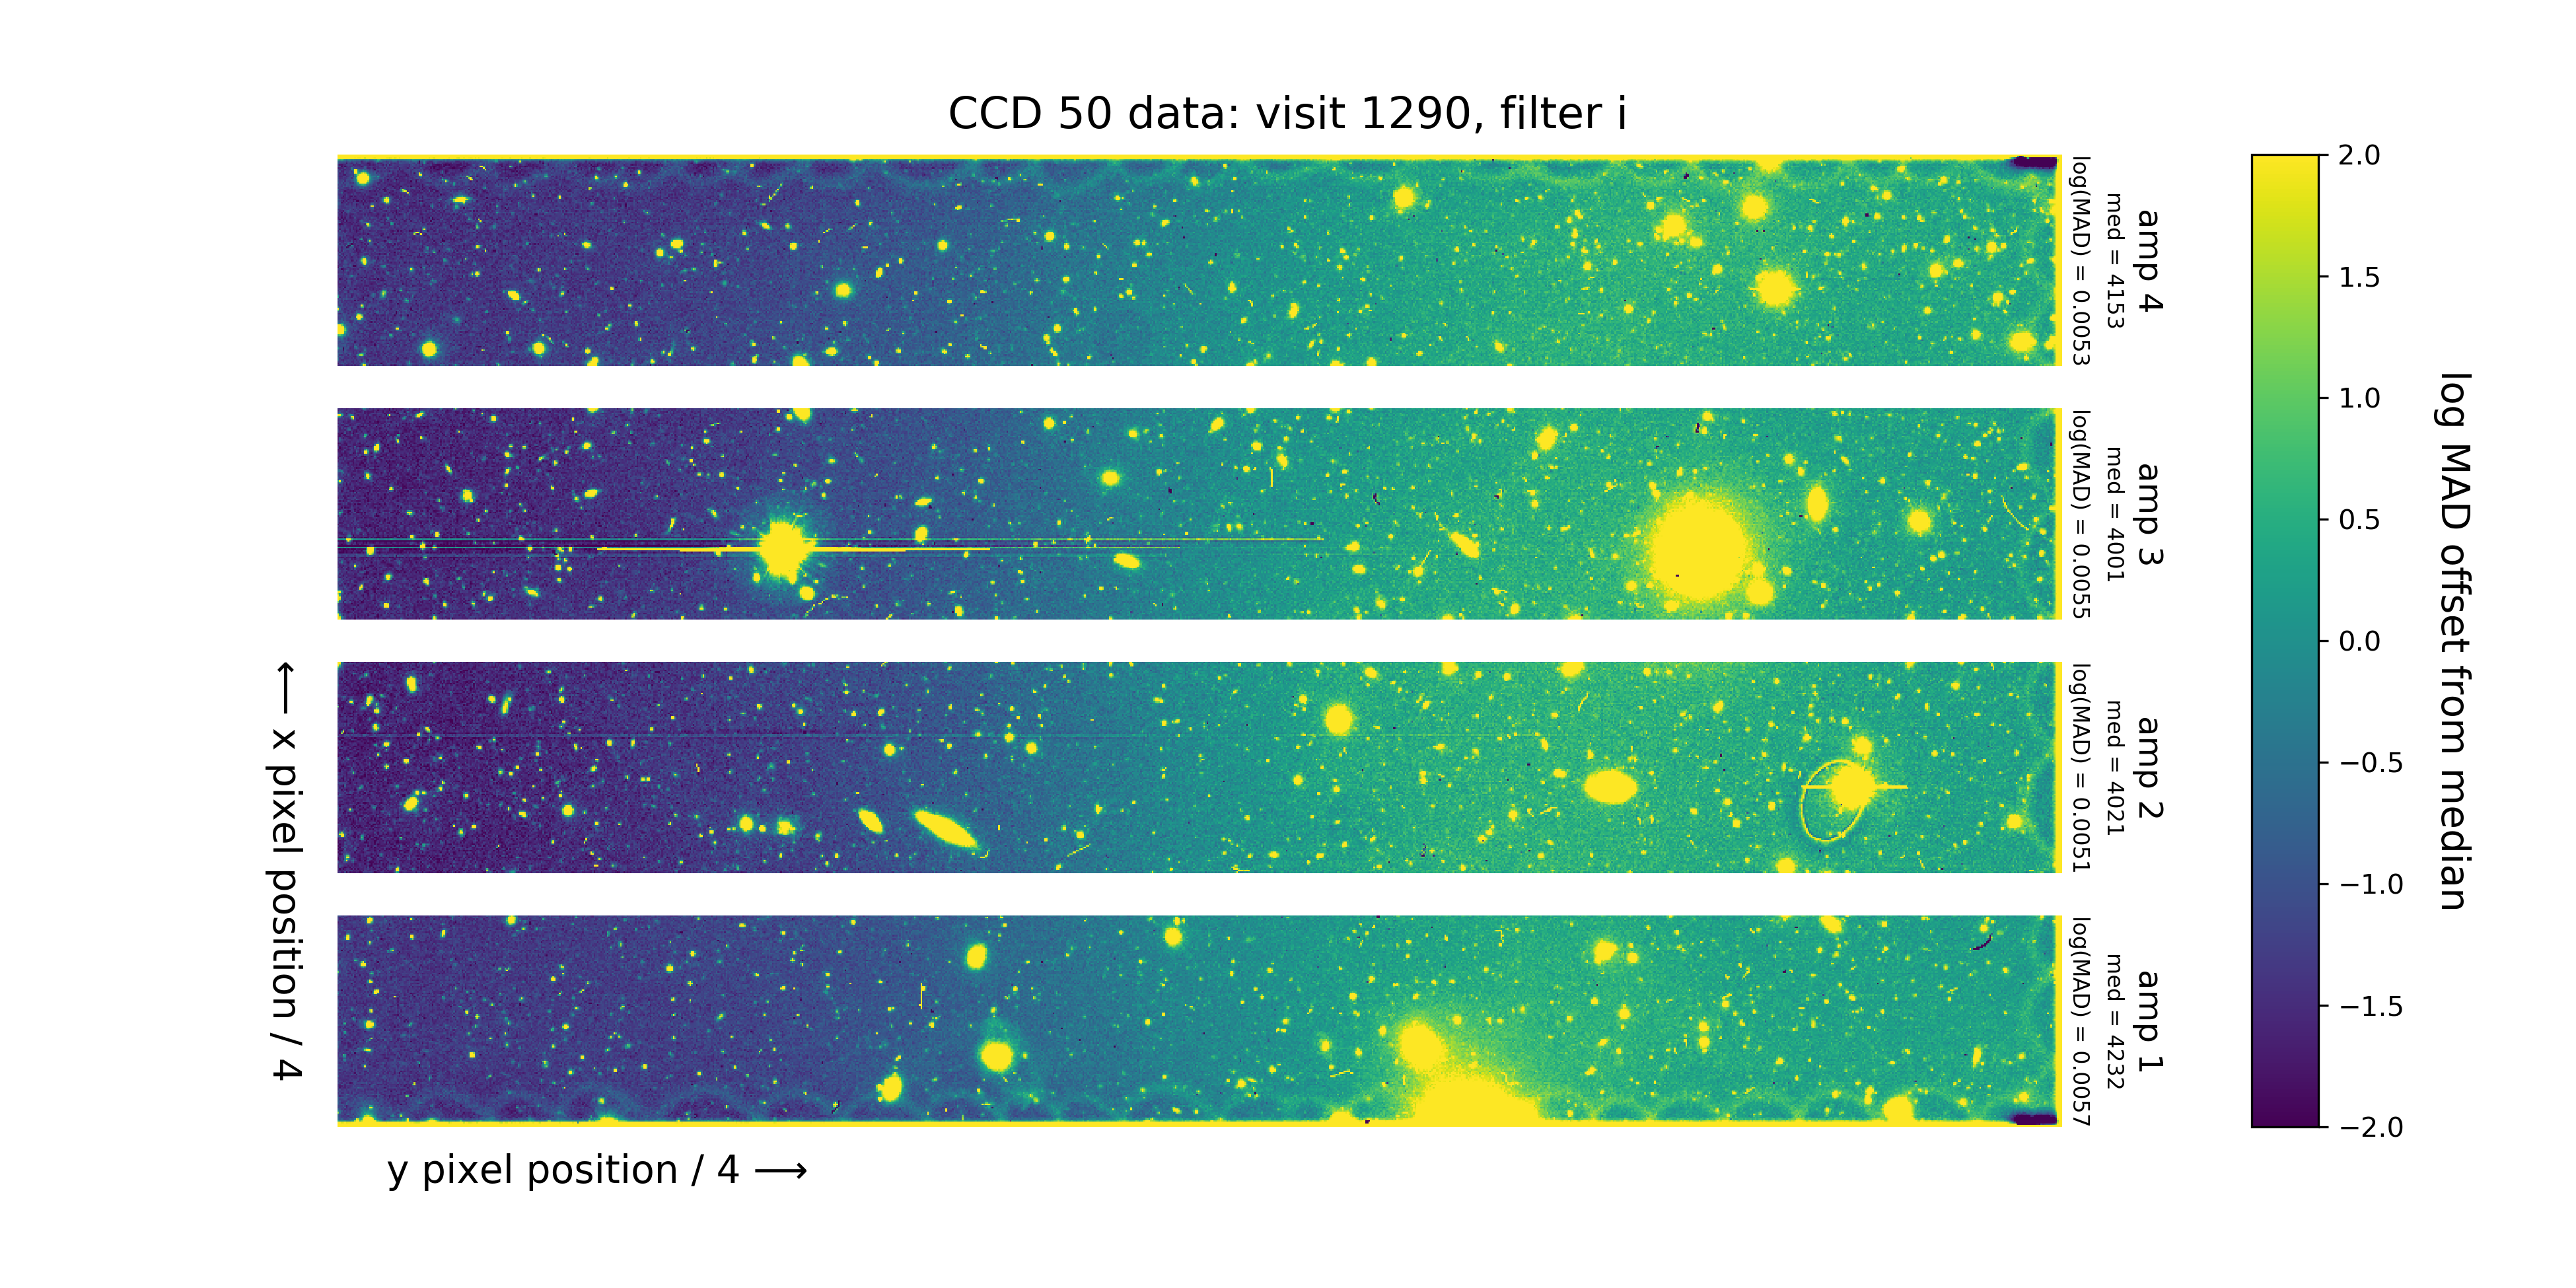 CCD 50 data: visit 1290, filter i
amp 4
med = 4153
log(MAD) = 0.0053
amp 3
med = 4001
log(MAD) = 0.0055
amp 2
med = 4021
log(MAD) = 0.0051
amp 1
med = 4232
log(MAD) = 0.0057
⟵ x pixel position / 4
y pixel position / 4 ⟶
2.0
1.5
1.0
0.5
0.0
−0.5
−1.0
−1.5
−2.0
log MAD offset from median